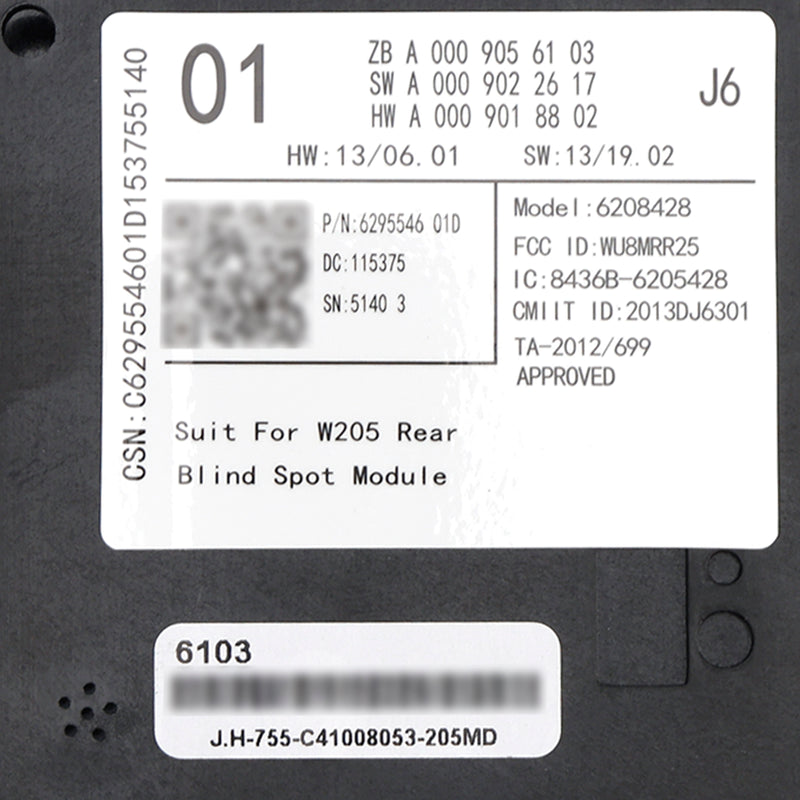 01
ZB A 000 905 61 03
SW A 000 902 26 17
HW A 000 901 88 02
J6
HW:13/06.01 SW:13/19.02
CSN:C629554601D153755140
P/N:6295546 01D
DC:115375
SN:5140 3
Model:6208428
FCC ID:WU8MRR25
IC:8436B-6205428
CMIIT ID:2013DJ6301
TA-2012/699
APPROVED
Suit For W205 Rear
Blind Spot Module
6103
J.H-755-C41008053-205MD